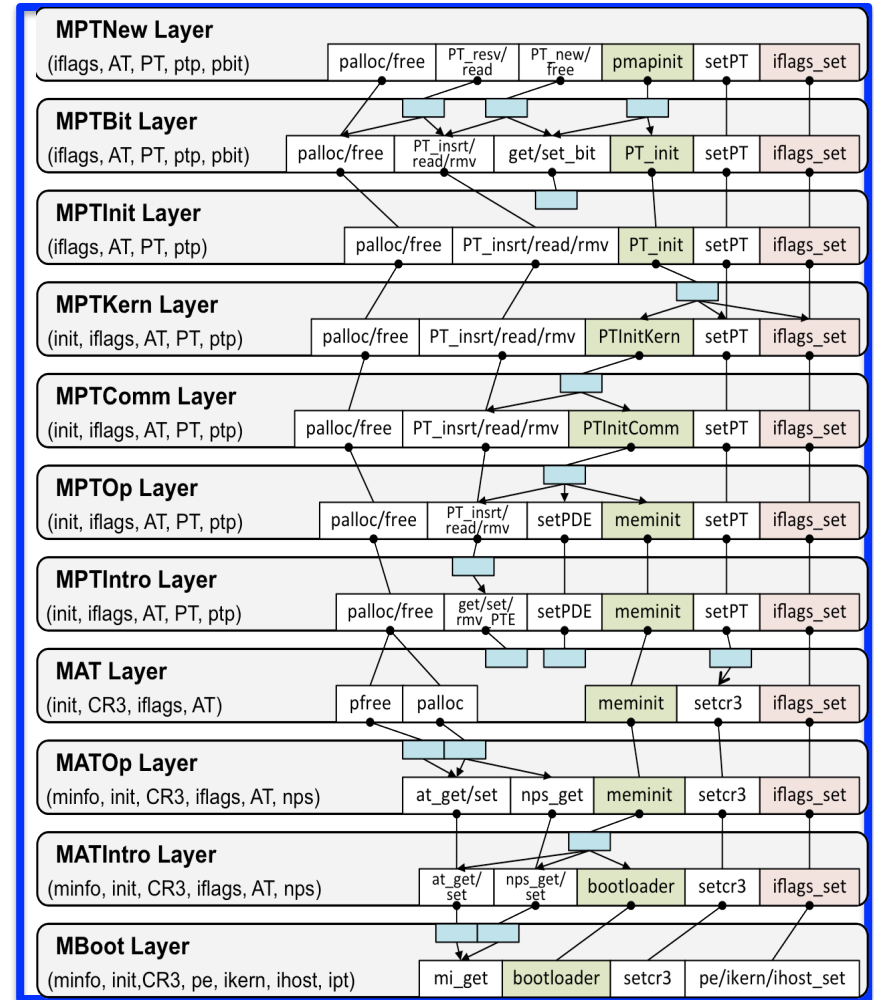 MPTNew Layer
(iflags, AT, PT, ptp, pbit)
palloc/free
PT_resv/
read
PT_new/
free
pmapinit
setPT
iflags_set
MPTBit Layer
(iflags, AT, PT, ptp, pbit)
palloc/free
PT_insrt/
read/rmv
get/set_bit
PT_init
setPT
iflags_set
MPTInit Layer
(iflags, AT, PT, ptp)
palloc/free
PT_insrt/read/rmv
PT_init
setPT
iflags_set
MPTKern Layer
(init, iflags, AT, PT, ptp)
palloc/free
PT_insrt/read/rmv
PTInitKern
setPT
iflags_set
MPTComm Layer
(init, iflags, AT, PT, ptp)
palloc/free
PT_insrt/read/rmv
PTInitComm
setPT
iflags_set
MPTOp Layer
(init, iflags, AT, PT, ptp)
palloc/free
PT_insrt/
read/rmv
setPDE
meminit
setPT
iflags_set
MPTIntro Layer
(init, iflags, AT, PT, ptp)
palloc/free
get/set/
rmv_PTE
setPDE
meminit
setPT
iflags_set
MAT Layer
(init, CR3, iflags, AT)
pfree
palloc
meminit
setcr3
iflags_set
MATOp Layer
(minfo, init, CR3, iflags, AT, nps)
at_get/set
nps_get
meminit
setcr3
iflags_set
MATIntro Layer
(minfo, init, CR3, iflags, AT, nps)
at_get/
set
nps_get/
set
bootloader
setcr3
iflags_set
MBoot Layer
(minfo, init,CR3, pe, ikern, ihost, ipt)
mi_get
bootloader
setcr3
pe/ikern/ihost_set